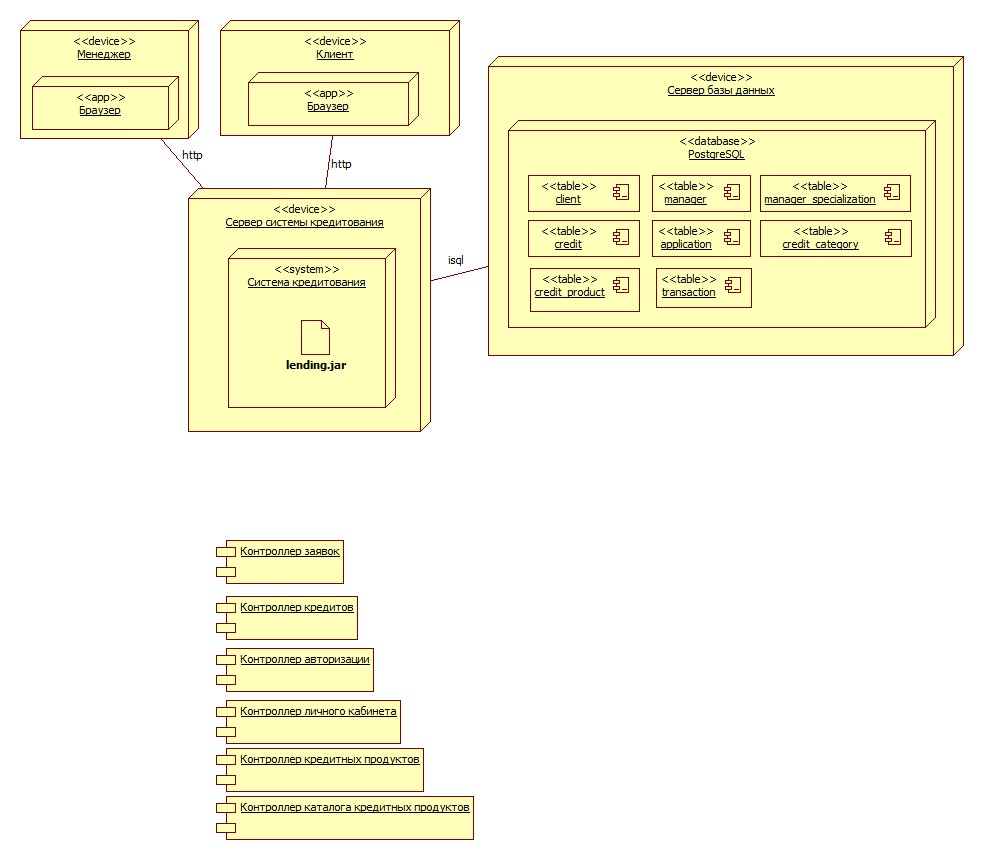 <<device>>
Менеджер
<<app>>
Браузер
<<device>>
Клиент
<<app>>
Браузер
http
http
<<device>>
Сервер системы кредитования
<<system>>
Система кредитования
lending.jar
isql
<<device>>
Сервер базы данных
<<database>>
PostgreSQL
<<table>>
client
<<table>>
manager
<<table>>
manager_specialization
<<table>>
credit
<<table>>
application
<<table>>
credit_category
<<table>>
credit_product
<<table>>
transaction
Контроллер заявок
Контроллер кредитов
Контроллер авторизации
Контроллер личного кабинета
Контроллер кредитных продуктов
Контроллер каталога кредитных продуктов